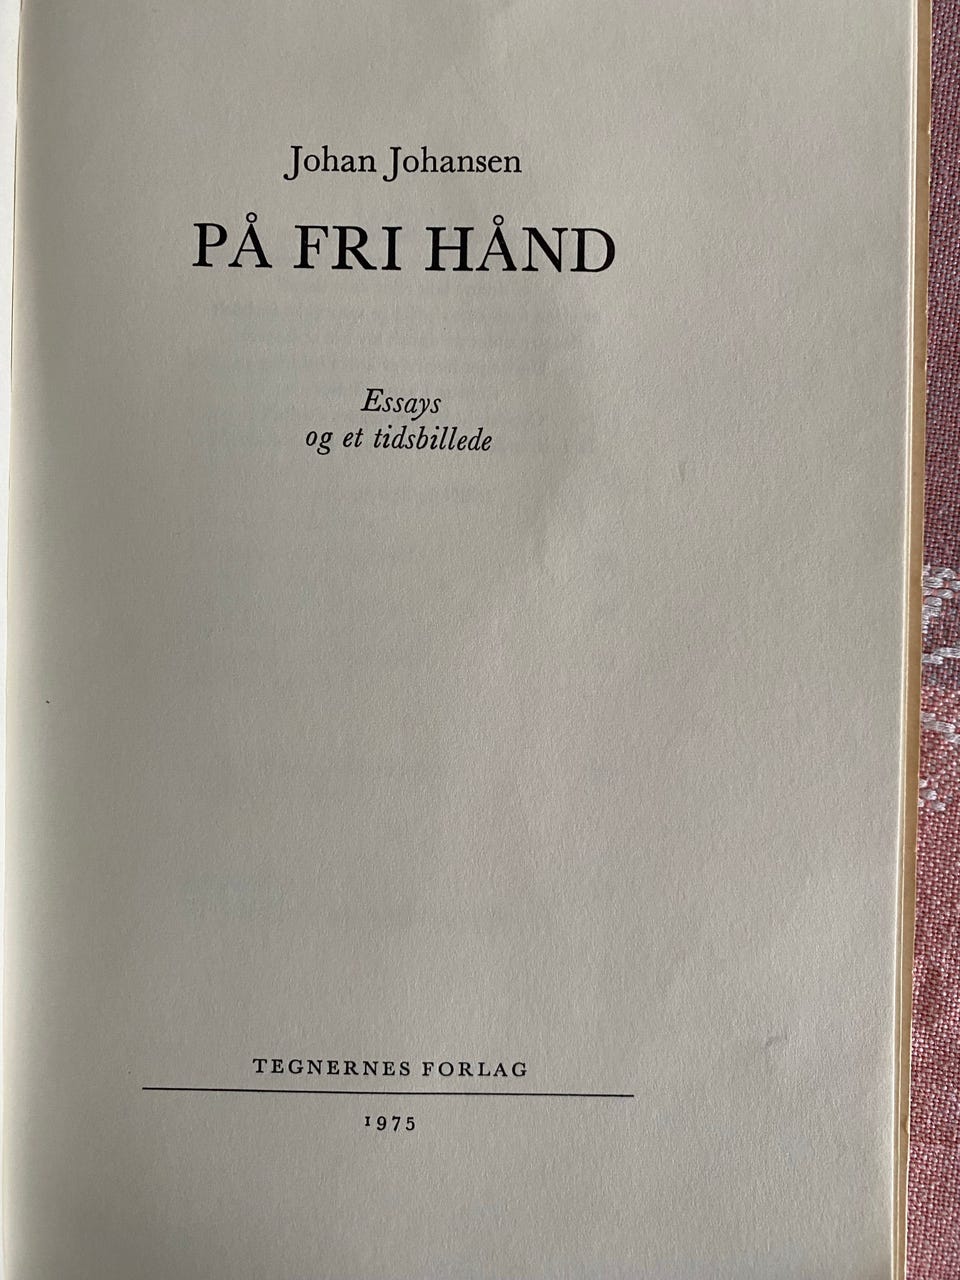 Johan Johansen
PÅ FRI HÅND
Essays
og et tidsbillede
TEGNERNES FORLAG
1975